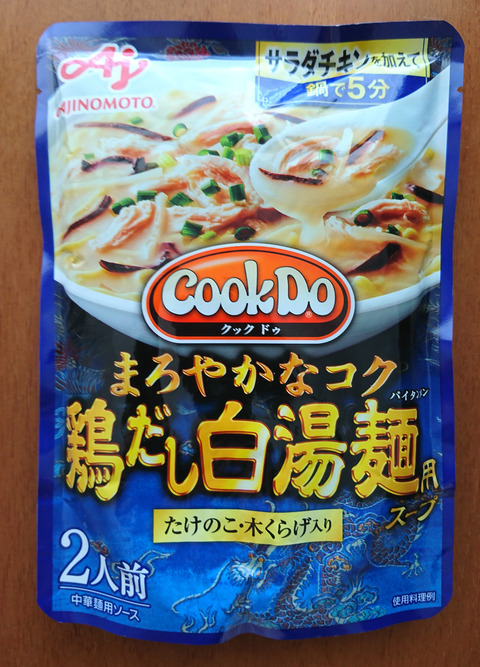 Aj
AJINOMOTO®
サラダチキンを加えて
鍋で5分
CookDo®
クック ドゥ
まろやかなコク
パイタン
鶏だし白湯麺用
スープ
たけのこ・木くらげ入り
2人前
中華麺用ソース
使用料理例